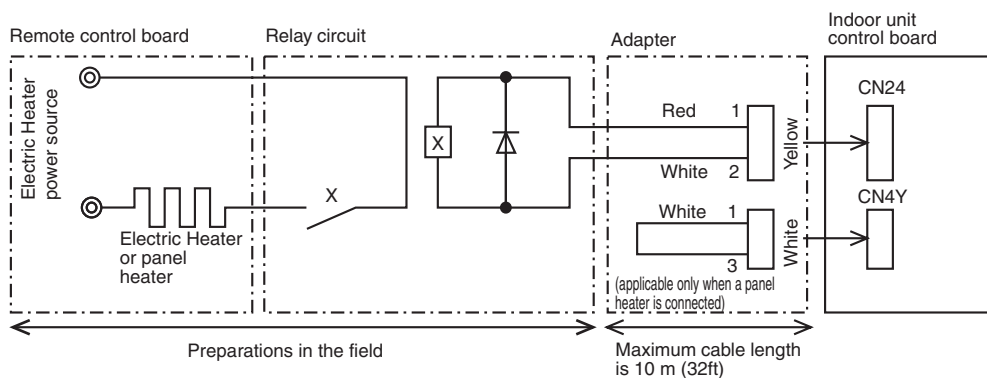 Remote control board
Relay circuit
Adapter
Indoor unit
control board
Electric Heater
power source
Electric Heater
or panel
heater
X
X
Red
1
White
2
Yellow
CN24
White
1
3
White
CN4Y
(applicable only when a panel
heater is connected)
Preparations in the field
Maximum cable length
is 10 m (32ft)